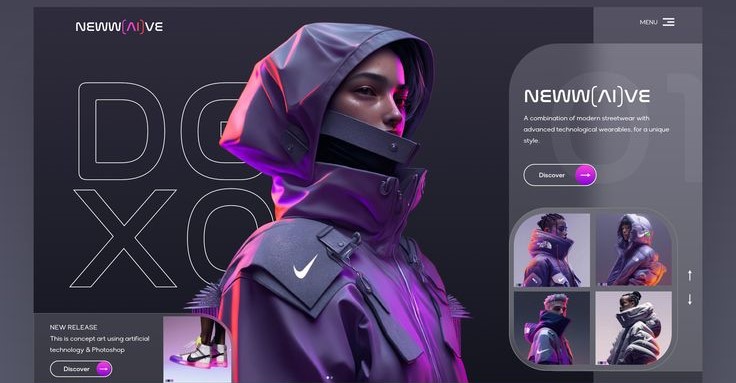 NEWW(AI)VE
MENU
DO
XO
01
NEWW(AI)VE
A combination of modern streetwear with
advanced technological wearables, for a unique
style.
Discover
NEW RELEASE
This is concept art using artificial
technology & Photoshop
Discover